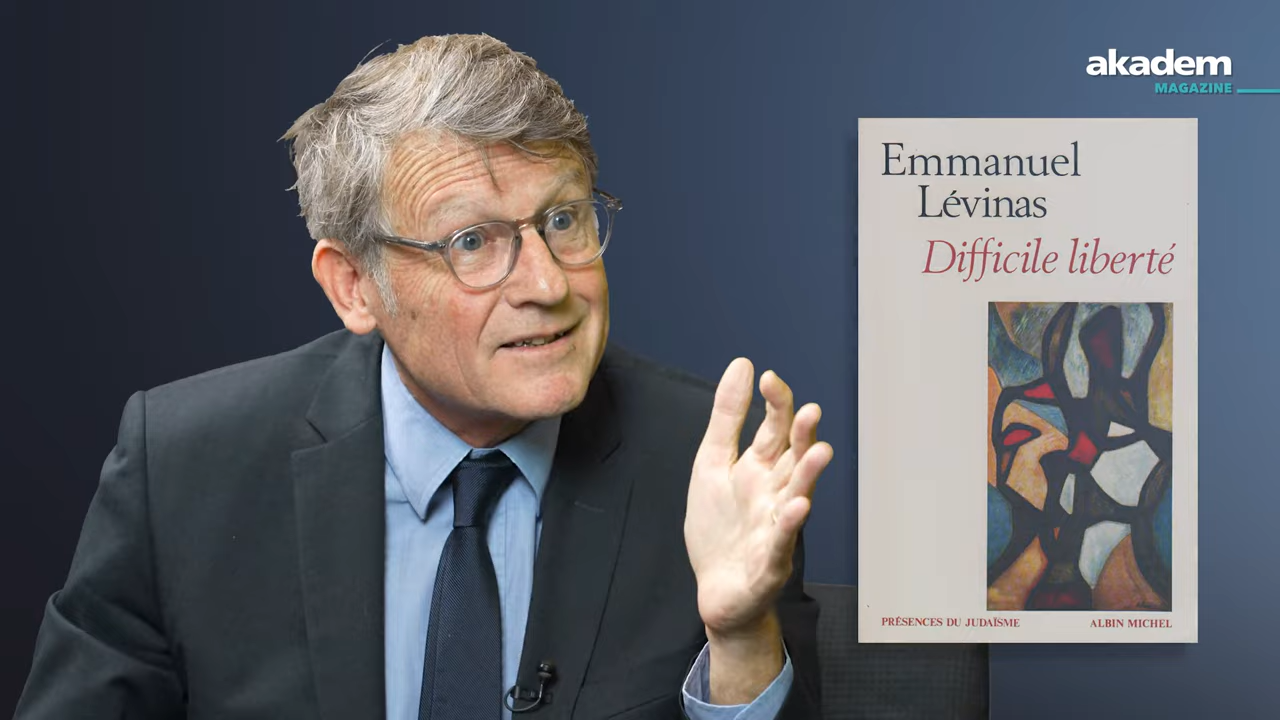 akadem
MAGAZINE
Emmanuel
Lévinas
Difficile liberté
PRÉSENCES DU JUDAÏSME
ALBIN MICHEL